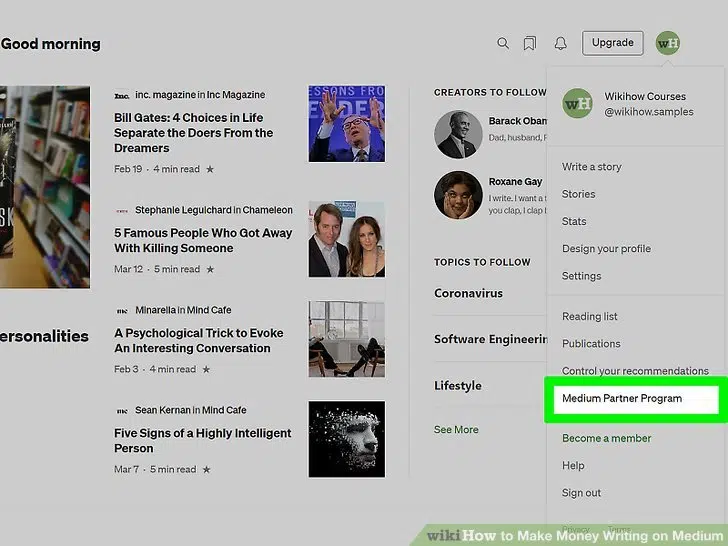 Good morning
Upgrade
wH
inc. magazine in Inc Magazine
Bill Gates: 4 Choices in Life
Separate the Doers From the
Dreamers
Feb 19 · 4 min read ★
Stephanie Leguichard in Chameleon
5 Famous People Who Got Away
With Killing Someone
Mar 12 · 5 min read ★
ersonalities
Minarella in Mind Cafe
A Psychological Trick to Evoke
An Interesting Conversation
Feb 3 · 4 min read ★
Sean Kernan in Mind Cafe
Five Signs of a Highly Intelligent
Person
Mar 7 · 5 min read ★
CREATORS TO FOLLOW
Barack Obam
Dad, husband, P
Roxane Gay
I write. I want a t
you clap, I clap b
TOPICS TO FOLLOW
Coronavirus
Software Engineerin
Lifestyle
See More
wH
Wikihow Courses
@wikihow.samples
Write a story
Stories
Stats
Design your profile
Settings
Reading list
Publications
Control your recommendations
Medium Partner Program
Become a member
Help
Sign out
Privacy Terms
wikiHow to Make Money Writing on Medium